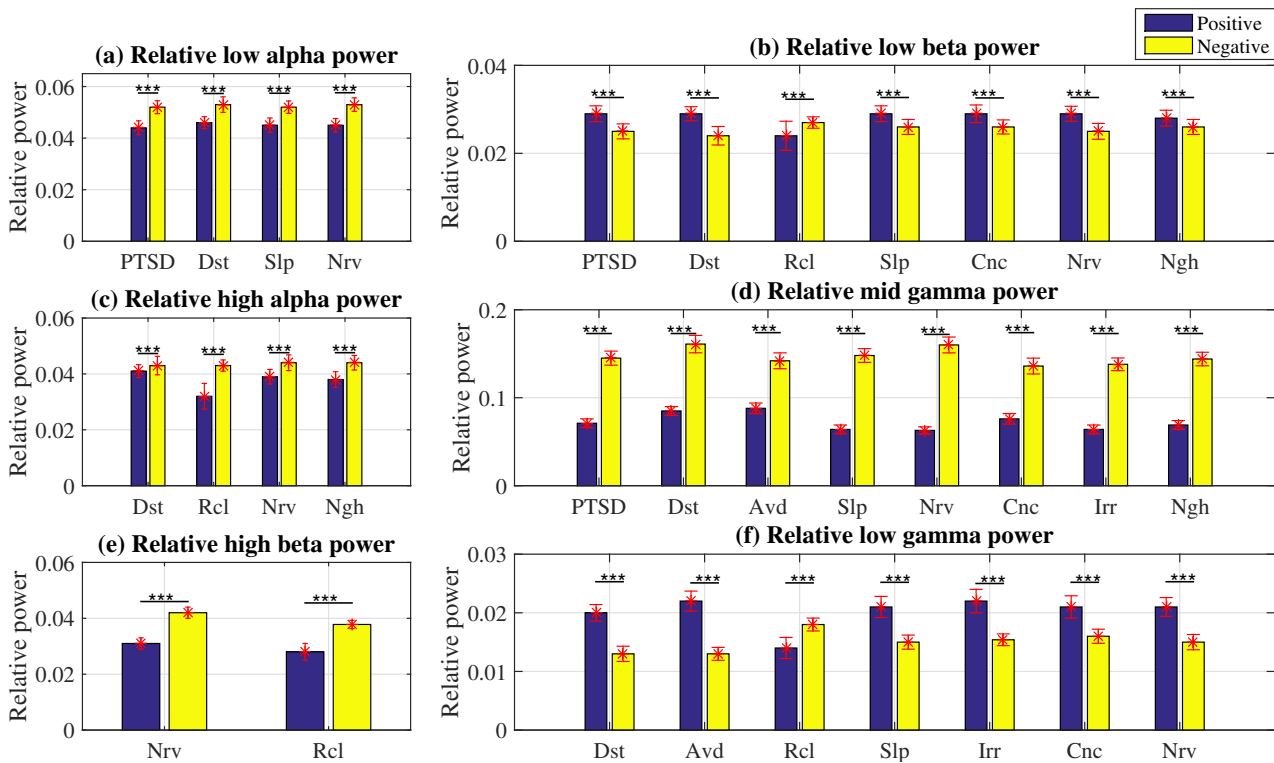 Positive
Negative
(a) Relative low alpha power
Relative power
0.06
0.04
0.02
0
*** *** *** ***
PTSD Dst Slp Nrv
(b) Relative low beta power
Relative power
0.04
0.02
0
*** *** *** *** *** *** ***
PTSD Dst Rcl Slp Cnc Nrv Ngh
(c) Relative high alpha power
Relative power
0.06
0.04
0.02
0
*** *** *** ***
Dst Rcl Nrv Ngh
(d) Relative mid gamma power
Relative power
0.2
0.1
0
*** *** *** *** *** *** *** ***
PTSD Dst Avd Slp Nrv Cnc Irr Ngh
(e) Relative high beta power
Relative power
0.06
0.04
0.02
0
*** ***
Nrv Rcl
(f) Relative low gamma power
Relative power
0.03
0.02
0.01
0
*** *** *** *** *** *** ***
Dst Avd Rcl Slp Irr Cnc Nrv